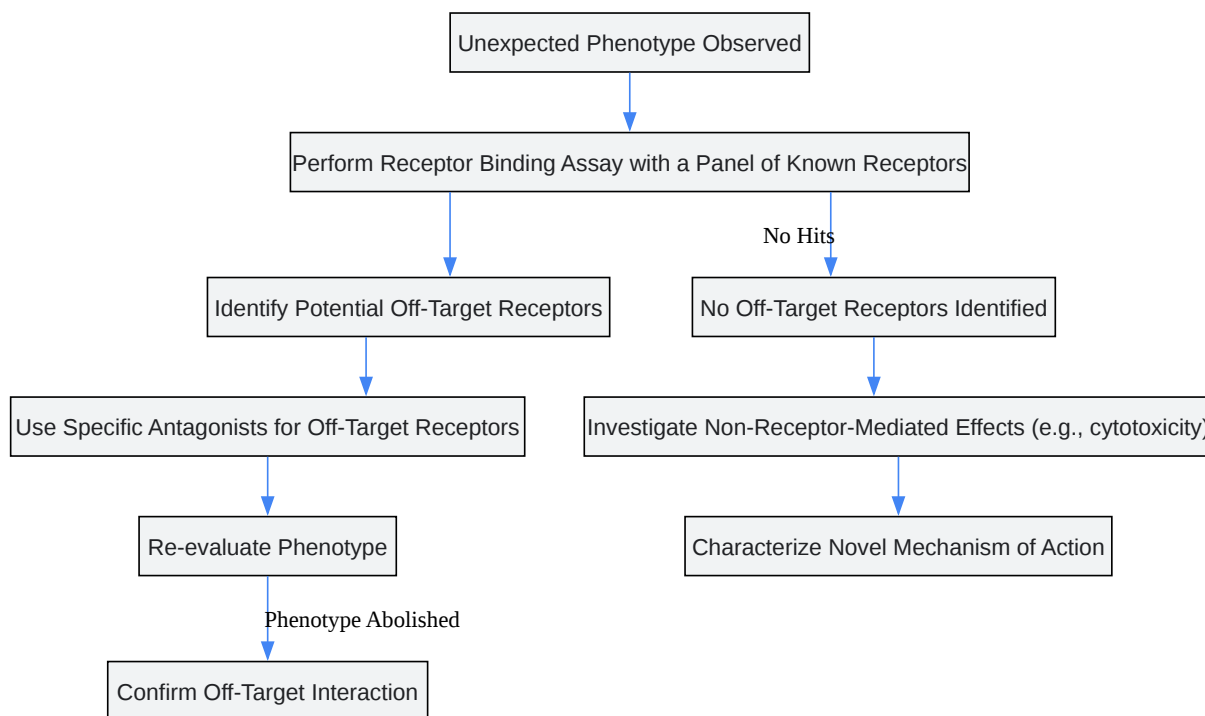 Unexpected Phenotype Observed
Perform Receptor Binding Assay with a Panel of Known Receptors
No Hits
Identify Potential Off-Target Receptors
No Off-Target Receptors Identified
Use Specific Antagonists for Off-Target Receptors
Investigate Non-Receptor-Mediated Effects (e.g., cytotoxicity)
Re-evaluate Phenotype
Characterize Novel Mechanism of Action
Phenotype Abolished
Confirm Off-Target Interaction